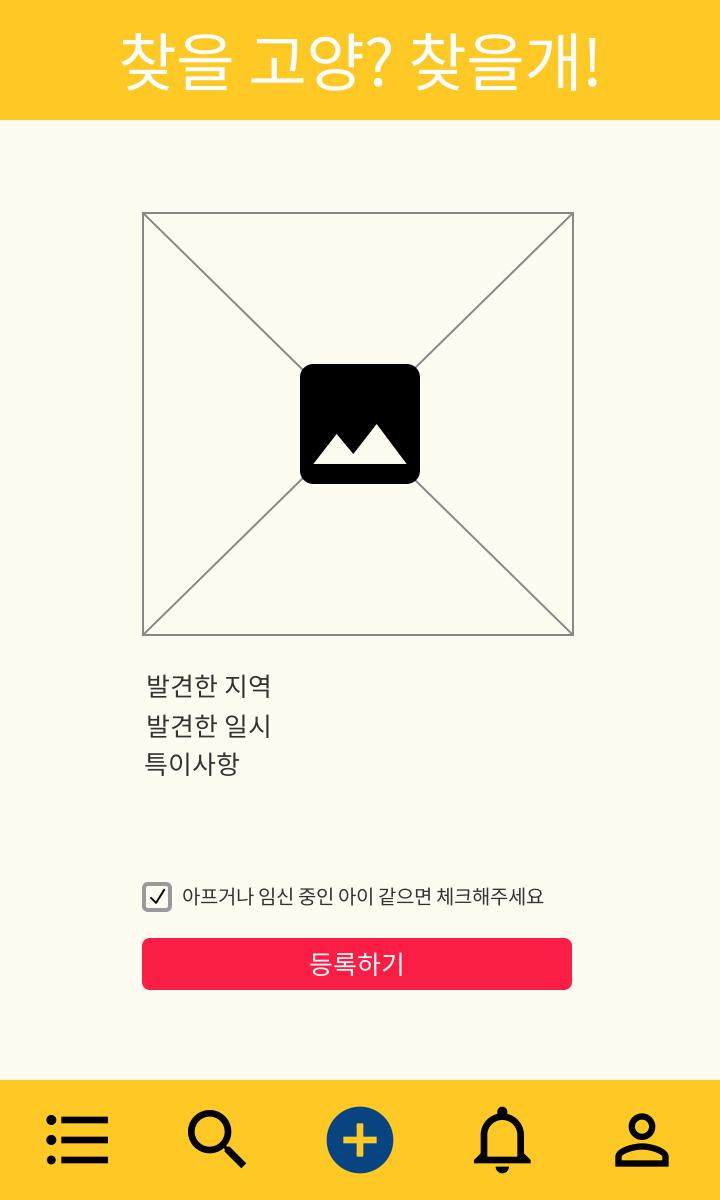 찾을 고양? 찾을개!
발견한 지역
발견한 일시
특이사항
아프거나 임신 중인 아이 같으면 체크해주세요
등록하기